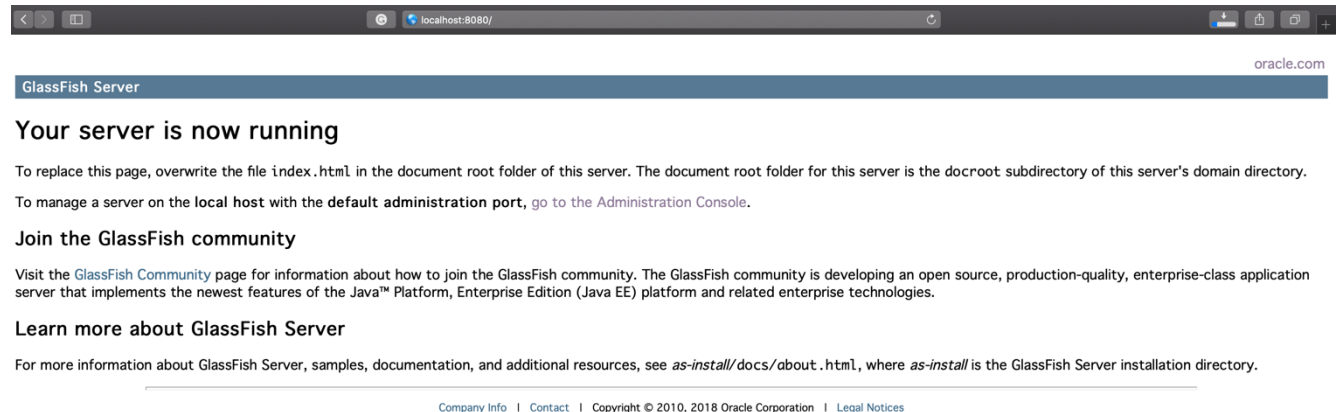 localhost:8080/
oracle.com
GlassFish Server
Your server is now running
To replace this page, overwrite the file index.html in the document root folder of this server. The document root folder for this server is the docroot subdirectory of this server's domain directory.
To manage a server on the local host with the default administration port, go to the Administration Console.
Join the GlassFish community
Visit the GlassFish Community page for information about how to join the GlassFish community. The GlassFish community is developing an open source, production-quality, enterprise-class application
server that implements the newest features of the Java™ Platform, Enterprise Edition (Java EE) platform and related enterprise technologies.
Learn more about GlassFish Server
For more information about GlassFish Server, samples, documentation, and additional resources, see as-install/docs/about.html, where as-install is the GlassFish Server installation directory.
Company Info | Contact | Copyright © 2010, 2018 Oracle Corporation | Legal Notices